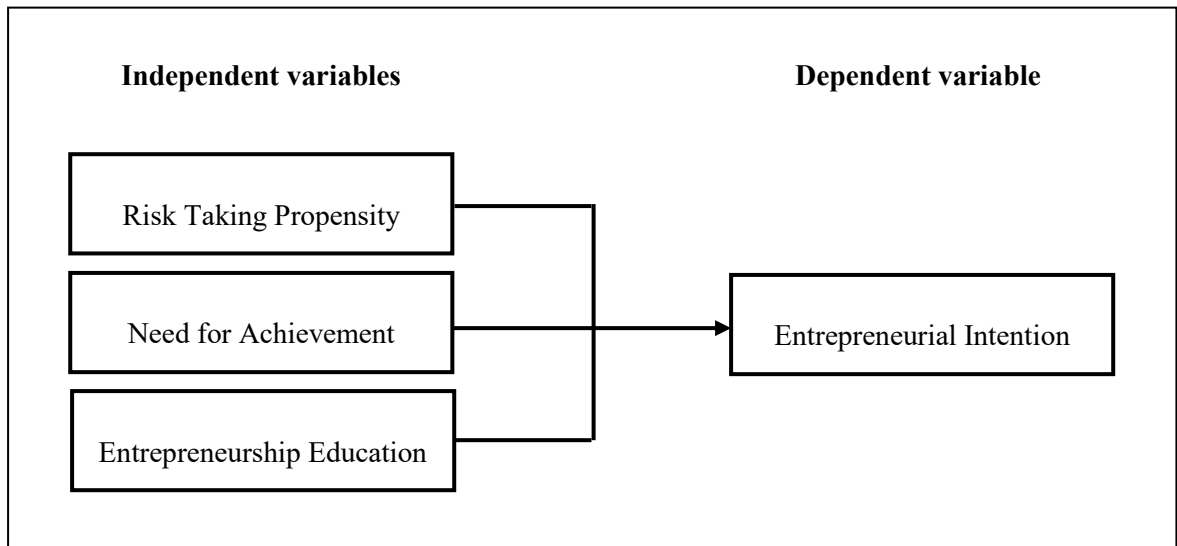 Independent variables
Dependent variable
Risk Taking Propensity
Need for Achievement
Entrepreneurial Intention
Entrepreneurship Education